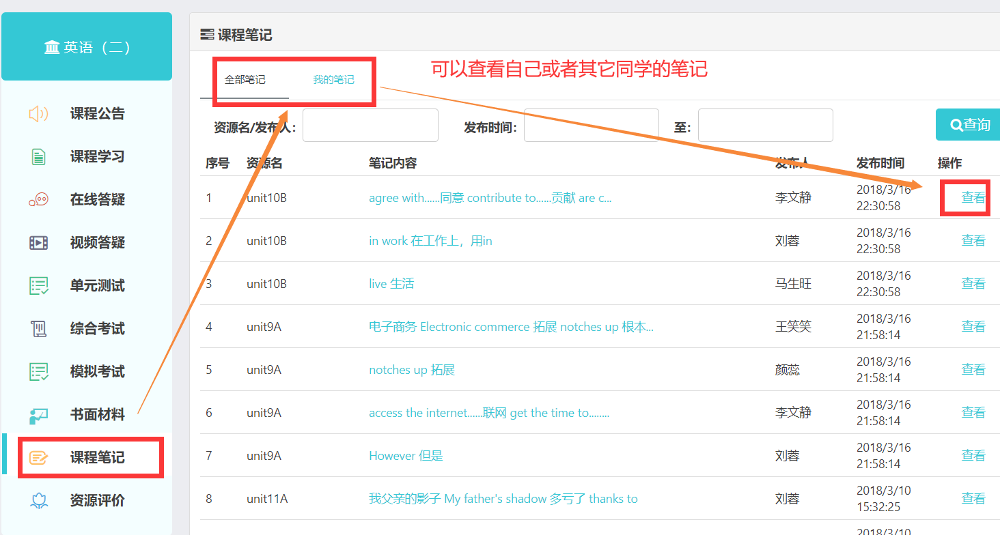 英语（二）
课程公告
课程学习
在线答疑
视频答疑
单元测试
综合考试
模拟考试
书面材料
课程笔记
资源评价
课程笔记
全部笔记 我的笔记
可以查看自己或者其它同学的笔记
资源名/发布人： 发布时间： 至： 查询
序号 资源名 笔记内容 发布人 发布时间 操作
1 unit10B agree with......同意 contribute to......贡献 are c... 李文静 2018/3/16 查看
22:30:58
2 unit10B in work 在工作上，用in 刘蓉 2018/3/16 查看
22:30:58
3 unit10B live 生活 马生旺 2018/3/16 查看
22:30:58
4 unit9A 电子商务 Electronic commerce 拓展 notches up 根本... 王笑笑 2018/3/16 查看
21:58:14
5 unit9A notches up 拓展 颜蕊 2018/3/16 查看
21:58:14
6 unit9A access the internet......联网 get the time to........ 李文静 2018/3/16 查看
21:58:14
7 unit9A However 但是 刘蓉 2018/3/16 查看
21:58:14
8 unit11A 我父亲的影子 My father's shadow 多亏了 thanks to 刘蓉 2018/3/10 查看
15:32:25
2018/3/10